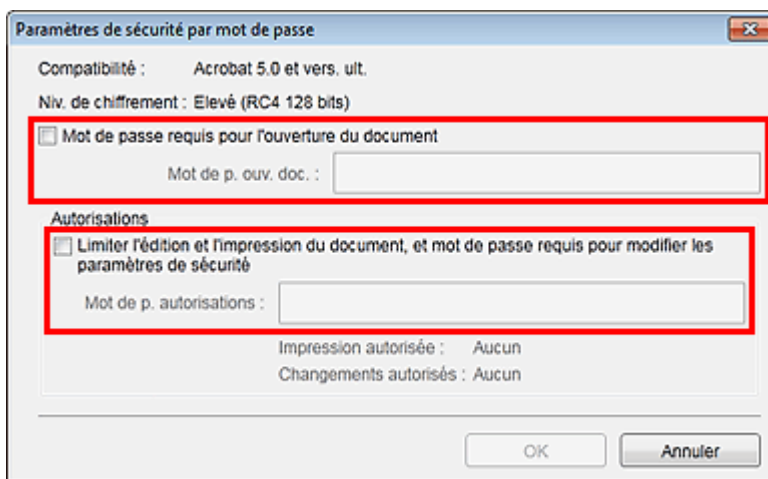 Paramètres de sécurité par mot de passe
Compatibilité : Acrobat 5.0 et vers. ult.
Niv. de chiffrement : Elevé (RC4 128 bits)
Mot de passe requis pour l'ouverture du document
Mot de p. ouv. doc. :
Autorisations
Limiter l'édition et l'impression du document, et mot de passe requis pour modifier les
paramètres de sécurité
Mot de p. autorisations :
Impression autorisée : Aucun
Changements autorisés : Aucun
OK Annuler